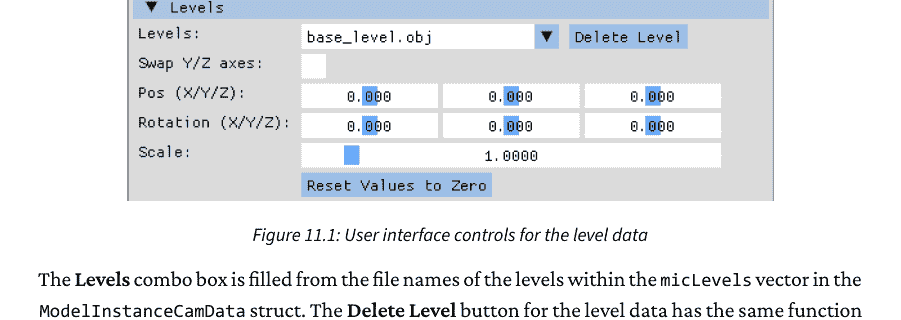 ▼ Levels
Levels: base_level.obj ▼ Delete Level
Swap Y/Z axes:
Pos (X/Y/Z): 0.000 0.000 0.000
Rotation (X/Y/Z): 0.000 0.000 0.000
Scale: 1.0000
Reset Values to Zero
Figure 11.1: User interface controls for the level data
The Levels combo box is filled from the file names of the levels within the micLevels vector in the
ModelInstanceCamData struct. The Delete Level button for the level data has the same function